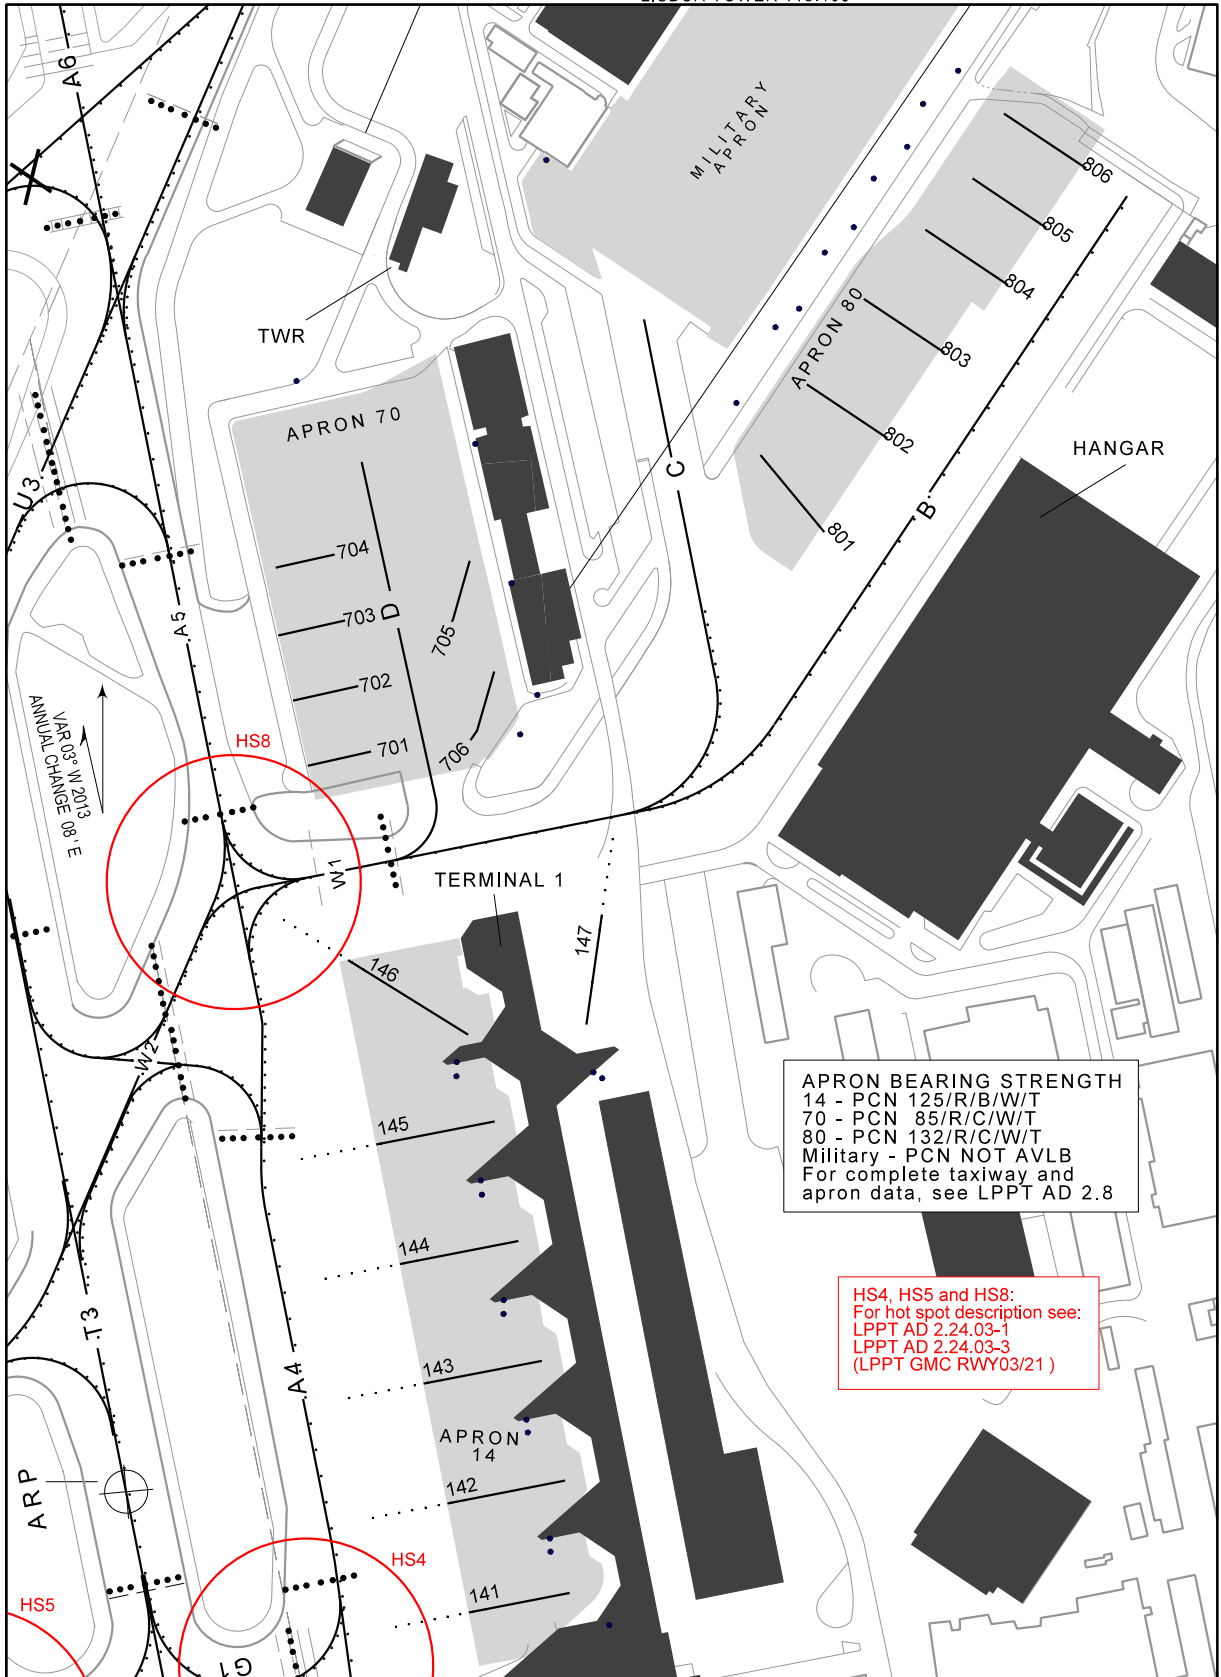 A6
MILITARY
APRON
806
805
804
803
802
801
APRON 80
TWR
APRON 70
HANGAR
C
B
U3
704
703
702
701
D
705
706
A5
VAR 03° W 2013
ANNUAL CHANGE 08' E
HS8
W1
TERMINAL 1
147
146
W2
APRON BEARING STRENGTH
14 - PCN 125/R/B/W/T
70 - PCN 85/R/C/W/T
80 - PCN 132/R/C/W/T
Military - PCN NOT AVLB
For complete taxiway and
apron data, see LPPT AD 2.8
145
144
HS4, HS5 and HS8:
For hot spot description see:
LPPT AD 2.24.03-1
LPPT AD 2.24.03-3
(LPPT GMC RWY03/21 )
T3
A4
143
APRON
14
142
ARP
HS4
141
HS5
G1